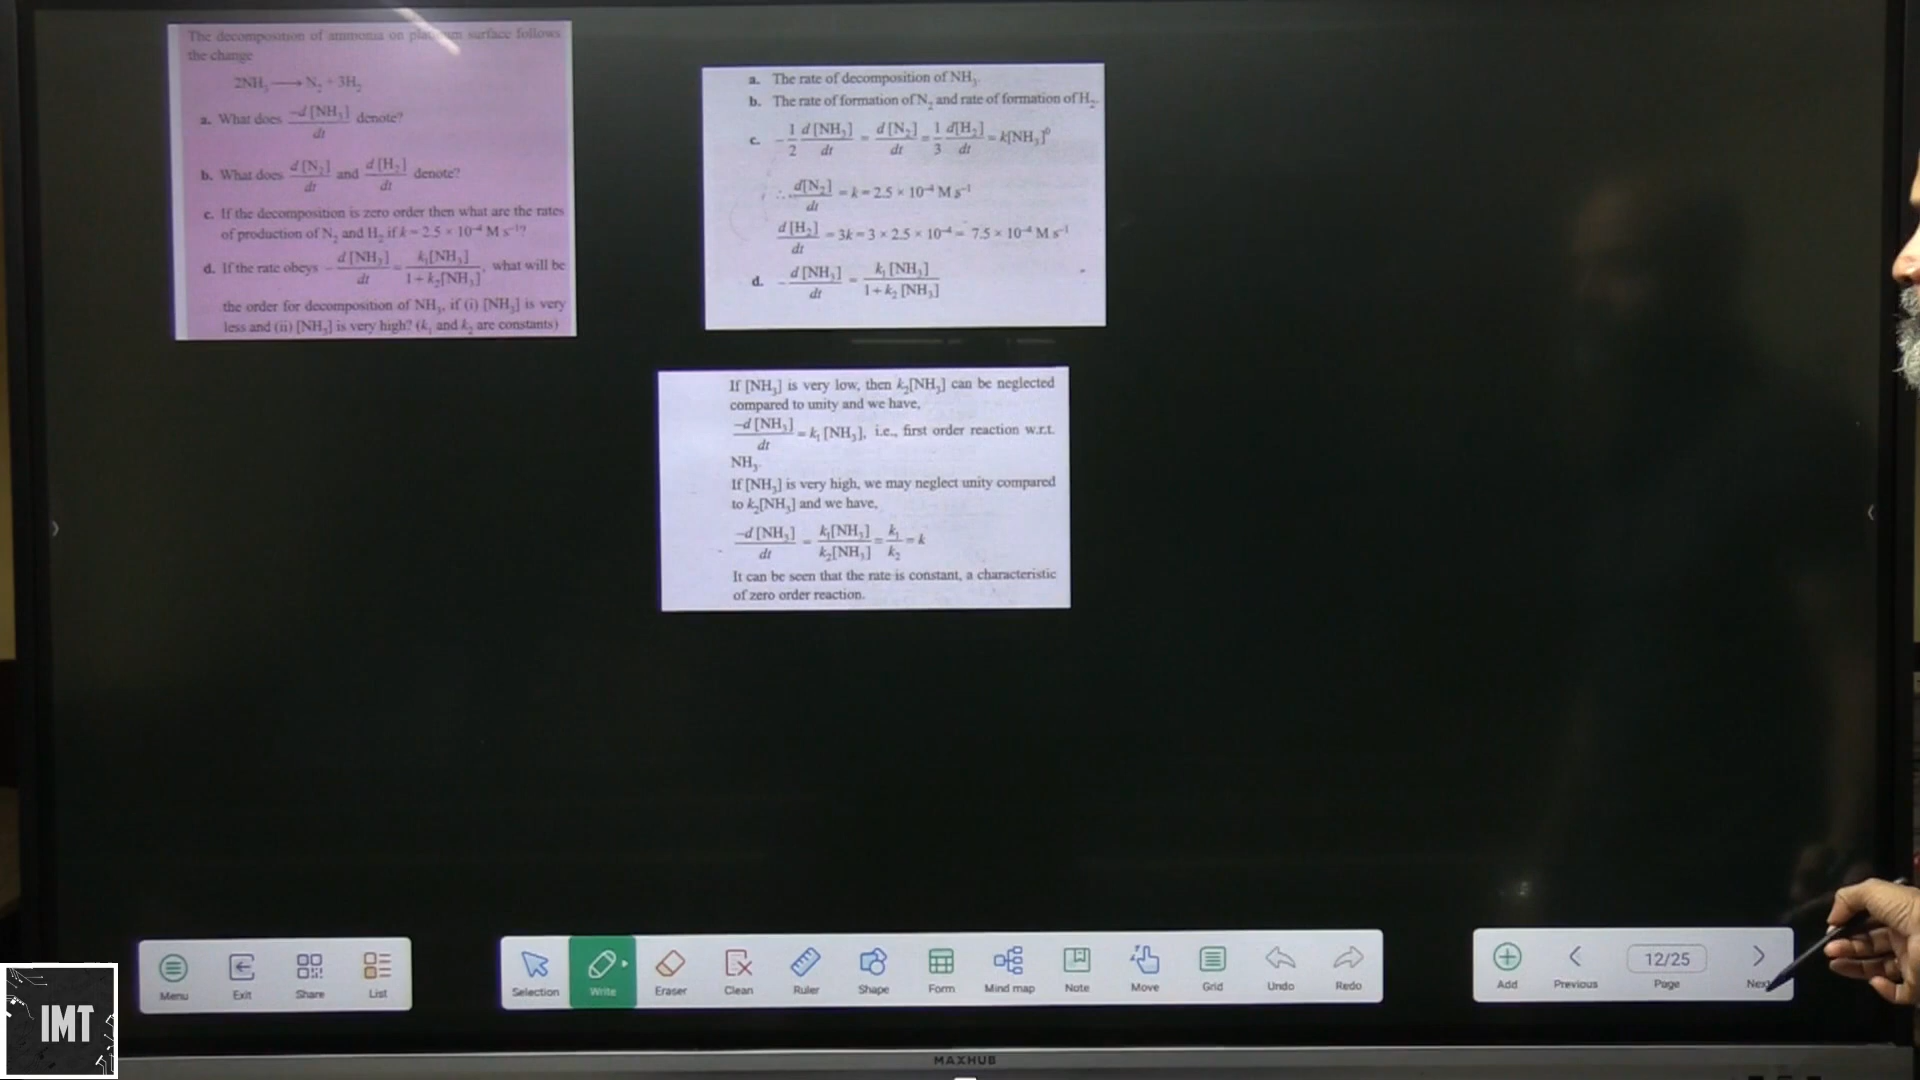 The decomposition of ammonia on surface follows
the change
2NH₃ ⟶ N₂ + 3H₂
a. What does −d[NH₃]/dt denote?
b. What does d[N₂]/dt and d[H₂]/dt denote?
c. If the decomposition is zero order then what are the rates
of production of N₂ and H₂ if k = 2.5 × 10⁻⁴ M s⁻¹?
d. If the rate obeys −d[NH₃]/dt = k₁[NH₃]/1 + k₂[NH₃], what will be
the order for decomposition of NH₃, if (i) [NH₃] is very
less and (ii) [NH₃] is very high? (k₁ and k₂ are constants)
a. The rate of decomposition of NH₃.
b. The rate of formation of N₂ and rate of formation of H₂.
c. −1/2 d[NH₃]/dt = d[N₂]/dt = 1/3 d[H₂]/dt = k[NH₃]⁰
∴ d[N₂]/dt = k = 2.5 × 10⁻⁴ M s⁻¹
d[H₂]/dt = 3k = 3 × 2.5 × 10⁻⁴ = 7.5 × 10⁻⁴ M s⁻¹
d. −d[NH₃]/dt = k₁[NH₃]/1 + k₂[NH₃]
If [NH₃] is very low, then k₂[NH₃] can be neglected
compared to unity and we have,
−d[NH₃]/dt = k₁[NH₃], i.e., first order reaction w.r.t.
NH₃.
If [NH₃] is very high, we may neglect unity compared
to k₂[NH₃] and we have,
−d[NH₃]/dt = k₁[NH₃]/k₂[NH₃] = k₁/k₂ = k
It can be seen that the rate is constant, a characteristic
of zero order reaction.
Menu Exit Share List
Selection Write Eraser Clean Ruler Shape Form Mind map Note Move Grid Undo Redo
12/25
Add Previous Page Next
IMT
MAXHUB